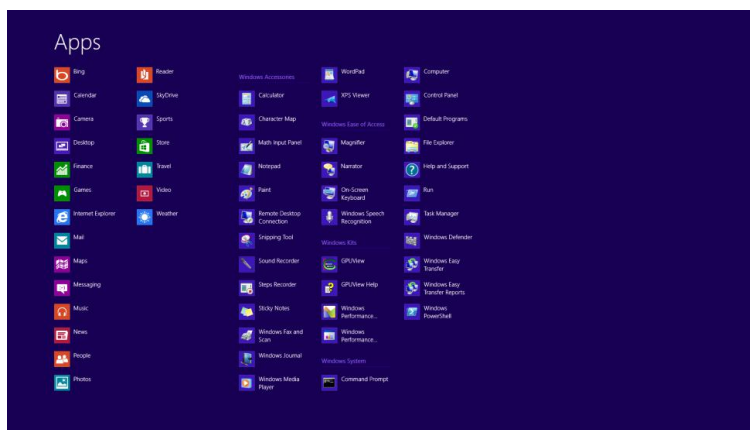 Apps
Bing
Calendar
Camera
Desktop
Finance
Games
Internet Explorer
Mail
Maps
Messaging
Music
News
People
Photos
Reader
SkyDrive
Sports
Store
Travel
Video
Weather
Windows Accessories
Calculator
Character Map
Math Input Panel
Notepad
Paint
Remote Desktop
Connection
Snipping Tool
Sound Recorder
Steps Recorder
Sticky Notes
Windows Fax and
Scan
Windows Journal
Windows Media
Player
WordPad
XPS Viewer
Windows Ease of Access
Magnifier
Narrator
On-Screen
Keyboard
Windows Speech
Recognition
Windows Kits
GPUView
GPUView Help
Windows
Performance...
Windows
Performance...
Windows System
Command Prompt
Computer
Control Panel
Default Programs
File Explorer
Help and Support
Run
Task Manager
Windows Defender
Windows Easy
Transfer
Windows Easy
Transfer Reports
Windows
PowerShell